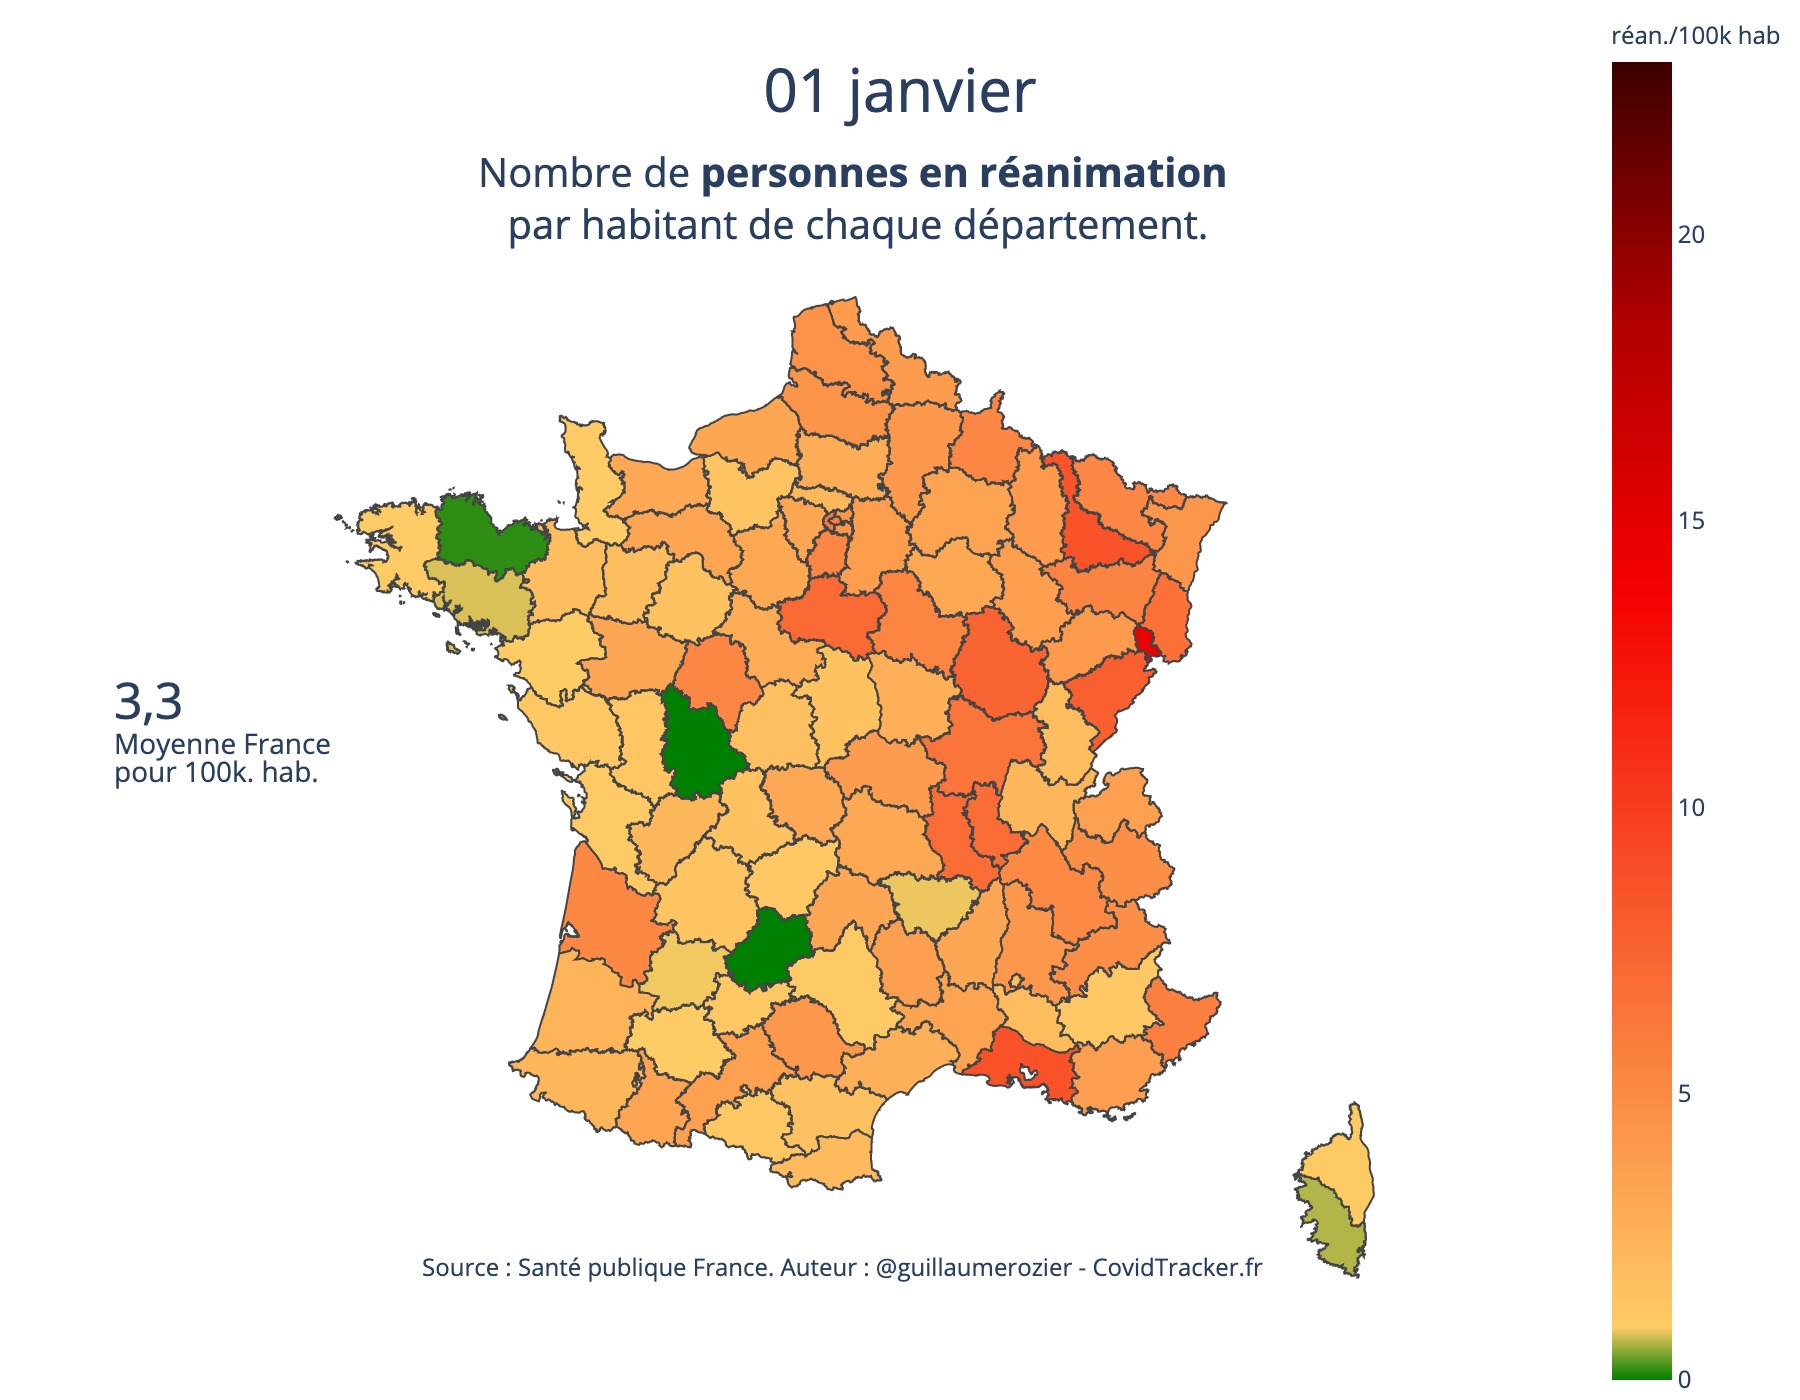 réan./100k hab
01 janvier
Nombre de personnes en réanimation
par habitant de chaque département.
20
15
3,3
Moyenne France
pour 100k. hab.
10
5
Source : Santé publique France. Auteur : @guillaumerozier - CovidTracker.fr
0